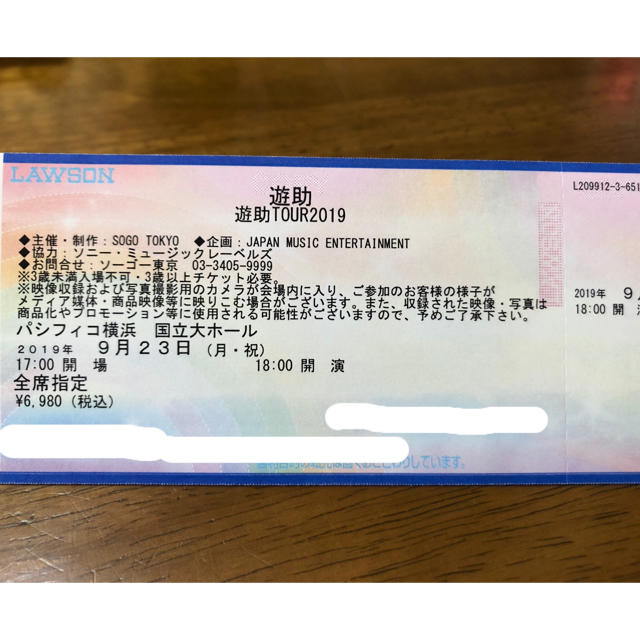 LAWSON
遊助
遊助TOUR2019
◆主催・制作：SOGO TOKYO ◆企画：JAPAN MUSIC ENTERTAINMENT
◆協力：ソニー・ミュージックレーベルズ
◆お問合せ：ソーゴー東京 03-3405-9999
※3歳未満入場不可・3歳以上チケット必要。
※映像収録および写真撮影用のカメラが会場内に入り、ご参加のお客様の様子が
メディア媒体・商品映像等に映りこむ場合がございます。また、収録された映像・写真は
商品化やプロモーション等に使用される可能性がございますので、予めご了承下さい。
パシフィコ横浜 国立大ホール
2019年 9月23日（月・祝）
17:00 開 場 18:00 開 演
全席指定
¥6,980（税込）
しています。
L209912-3-651
2019年 9
18:00 開